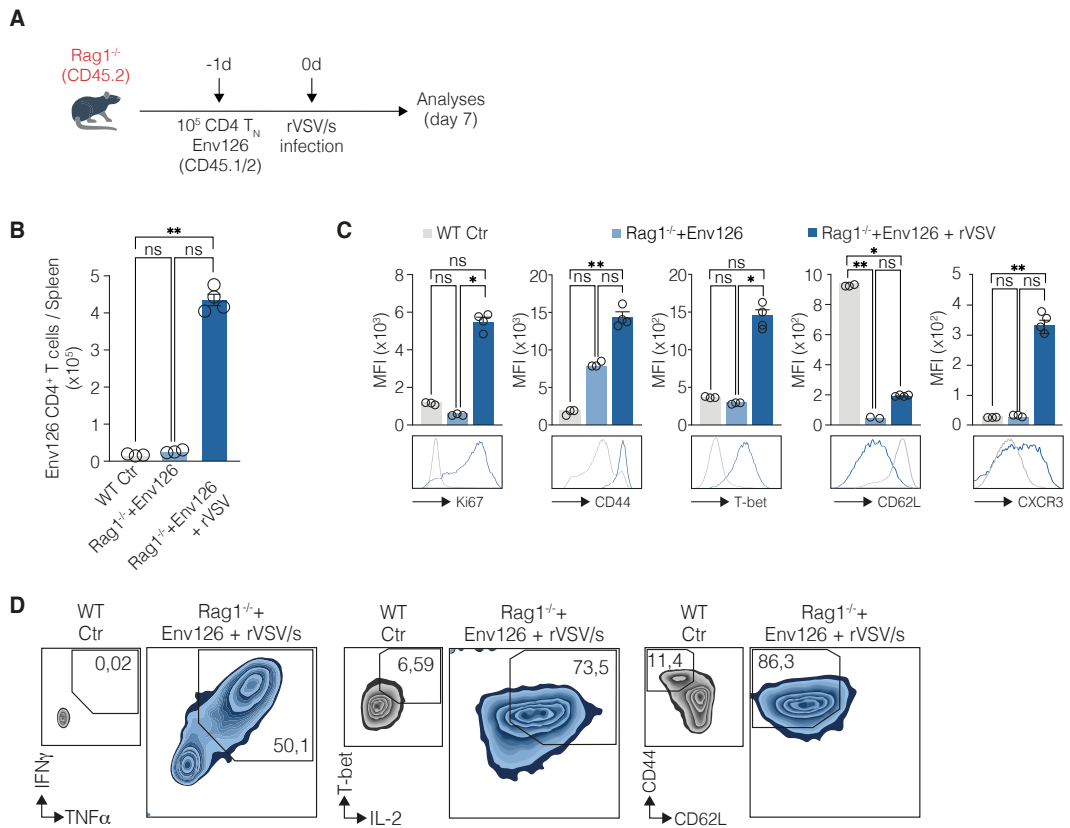 A
Rag1-/-
(CD45.2)
-1d
0d
10⁵ CD4 T_N
Env126
(CD45.1/2)
rVSV/s
infection
Analyses
(day 7)
B
Env126 CD4⁺ T cells / Spleen
(x10⁵)
**
ns ns
5
4
3
2
1
0
WT Ctr
Rag1-/-+Env126
Rag1-/-+Env126
+ rVSV
C
WT Ctr
Rag1-/-+Env126
Rag1-/-+Env126 + rVSV
MFI (x10³)
8
6
4
2
0
ns
ns *
Ki67
MFI (x10³)
20
15
10
5
0
**
ns ns
CD44
MFI (x10²)
20
15
10
5
0
ns
ns *
T-bet
MFI (x10²)
10
8
6
4
2
0
*
** ns
CD62L
MFI (x10²)
5
4
3
2
1
0
**
ns ns
CXCR3
D
WT
Ctr
Rag1-/-+
Env126 + rVSV/s
0,02
50,1
IFNγ
TNFα
WT
Ctr
Rag1-/-+
Env126 + rVSV/s
6,59
73,5
T-bet
IL-2
WT
Ctr
Rag1-/-+
Env126 + rVSV/s
11,4
86,3
CD44
CD62L